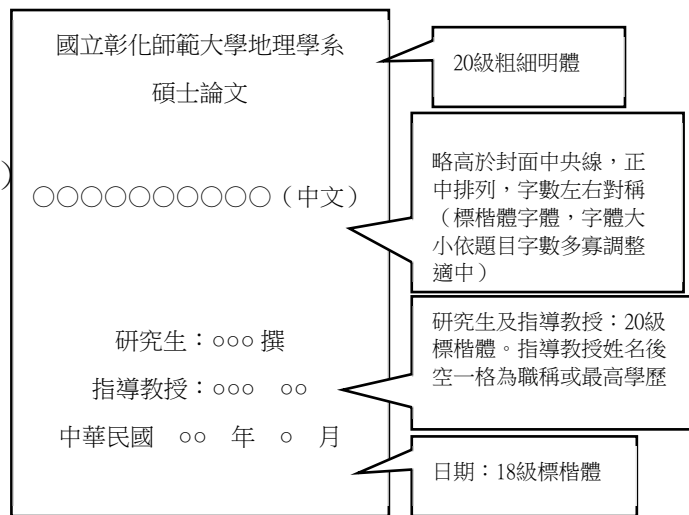 國立彰化師範大學地理學系
碩士論文
20級粗細明體
)
○○○○○○○○○○（中文）
略高於封面中央線，正
中排列，字數左右對稱
（標楷體字體，字體大
小依題目字數多寡調整
適中）
研究生：○○○ 撰
指導教授：○○○　○○
中華民國　○○　年　○　月
研究生及指導教授：20級
標楷體。指導教授姓名後
空一格為職稱或最高學歷
日期：18級標楷體